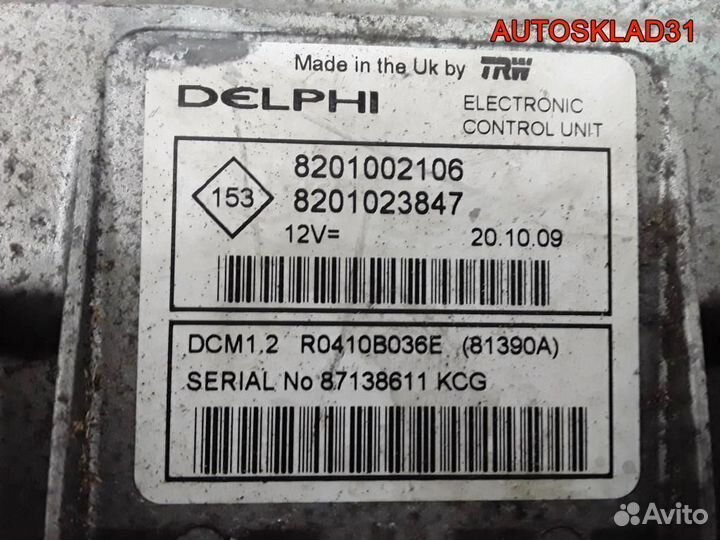 AUTOSKLAD31
Made in the Uk by TRW
DELPHI
ELECTRONIC
CONTROL UNIT
153
8201002106
8201023847
12V=
20.10.09
DCM1.2 R0410B036E (81390A)
SERIAL No 87138611 KCG
Avito